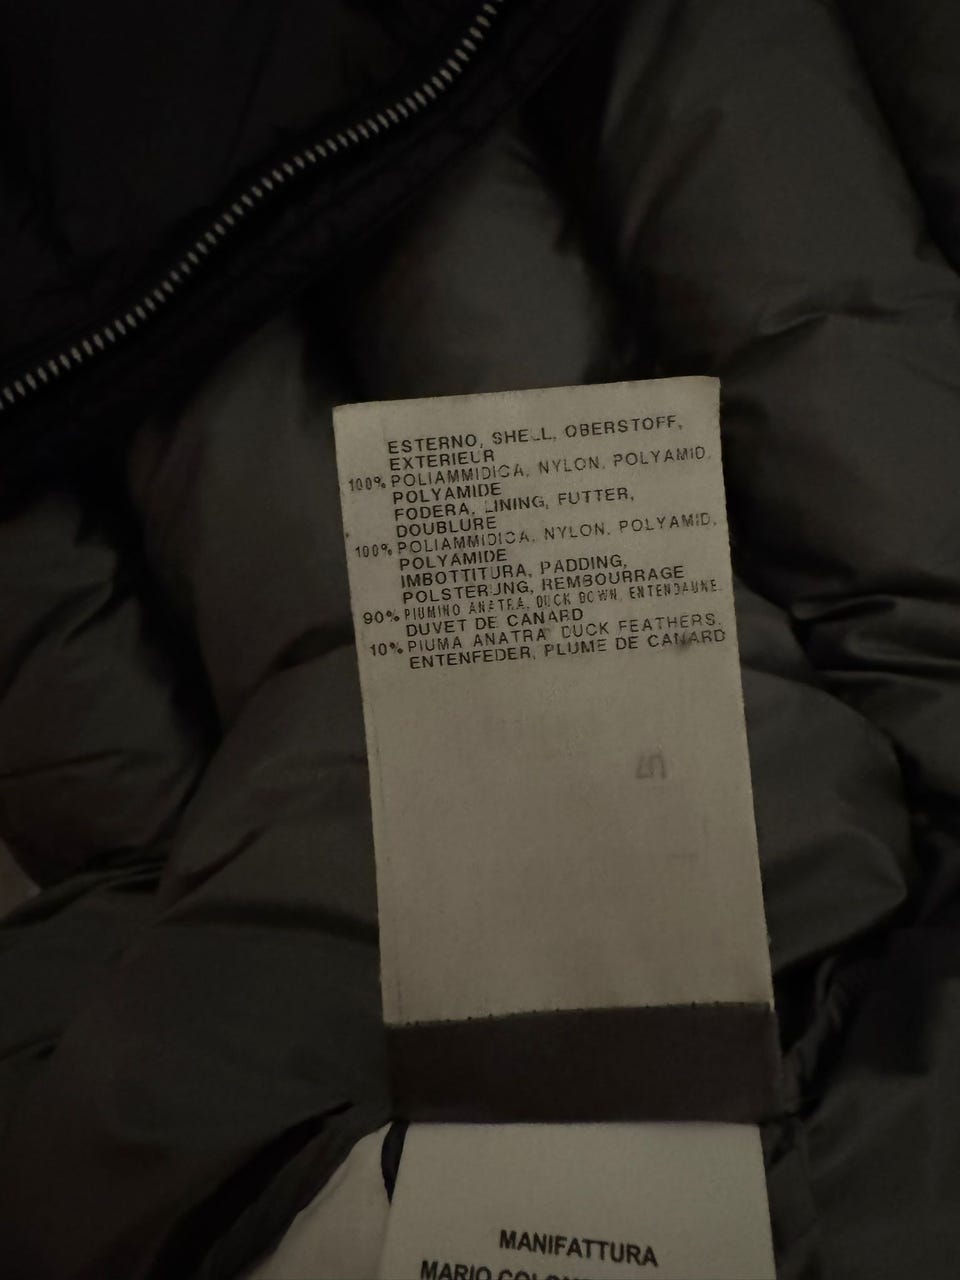 ESTERNO, SHELL, OBERSTOFF,
EXTERIEUR
100% POLIAMMIDICA, NYLON, POLYAMID,
POLYAMIDE
FODERA, LINING, FUTTER,
DOUBLURE
100% POLIAMMIDICA, NYLON, POLYAMID,
POLYAMIDE
IMBOTTITURA, PADDING,
POLSTERUNG, REMBOURRAGE
90% PIUMINO ANATRA, DUCK DOWN, ENTENDAUNE
DUVET DE CANARD
10% PIUMA ANATRA DUCK FEATHERS,
ENTENFEDER, PLUME DE CANARD
MANIFATTURA
MARIO